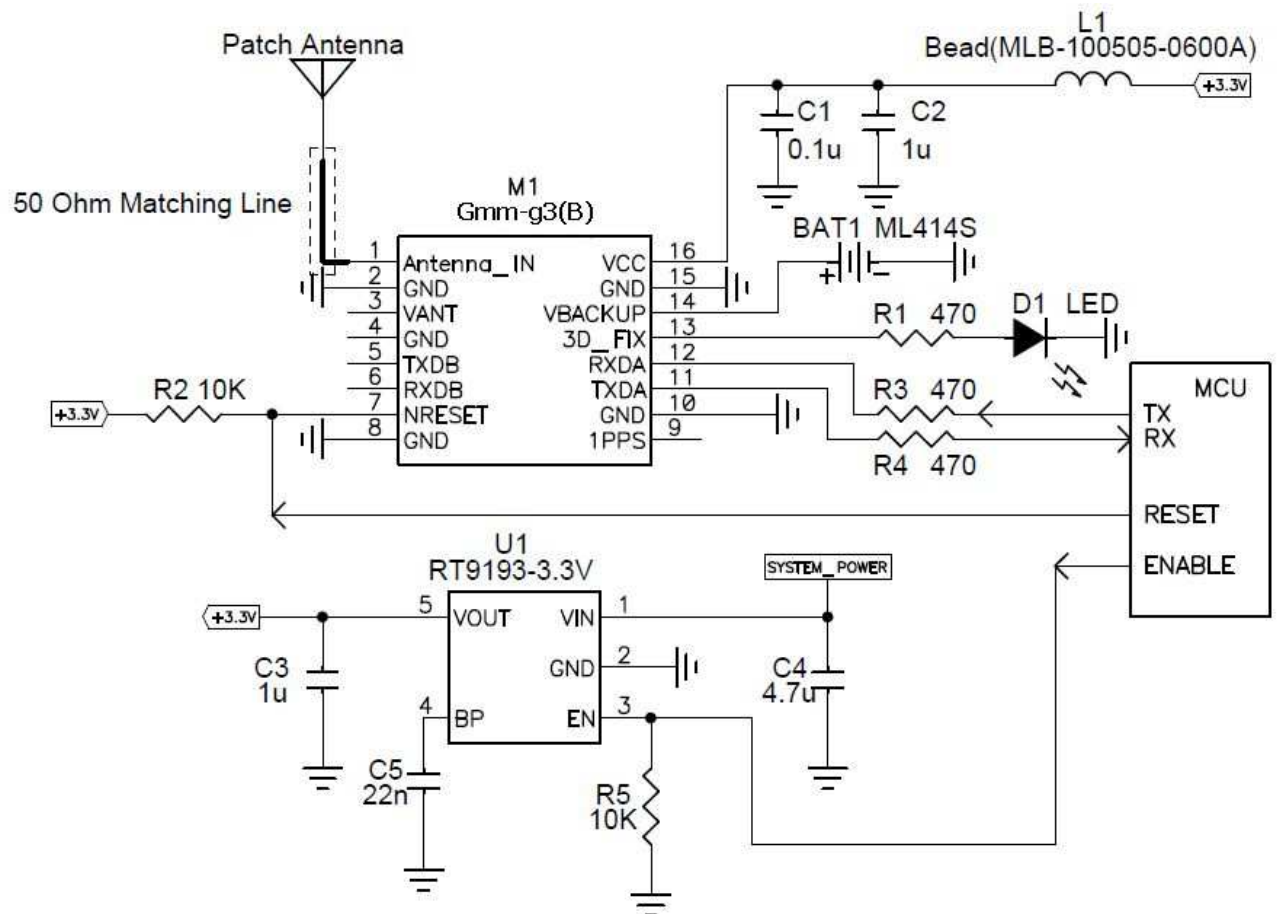 L1
Bead(MLB-100505-0600A)
+3.3V
Patch Antenna
C1
0.1u
C2
1u
50 Ohm Matching Line
M1
Gmm-g3(B)
BAT1 ML414S
+ -
1 Antenna_IN VCC 16
2 GND GND 15
3 VANT VBACKUP 14
4 GND 3D_FIX 13
5 TXDB RXDA 12
6 RXDB TXDA 11
7 NRESET GND 10
8 GND 1PPS 9
R1 470
D1 LED
R2 10K
+3.3V
R3 470
R4 470
MCU
TX
RX
RESET
ENABLE
U1
RT9193-3.3V
SYSTEM_POWER
+3.3V
5 VOUT VIN 1
GND 2
4 BP EN 3
C3
1u
C4
4.7u
C5
22n
R5
10K